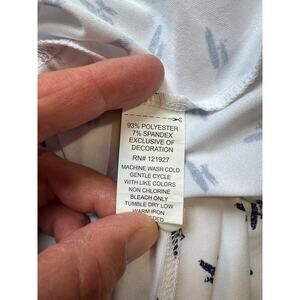 93% POLYESTER
7% SPANDEX
EXCLUSIVE OF
DECORATION
RN# 121927
MACHINE WASH COLD
GENTLE CYCLE
WITH LIKE COLORS
NON CHLORINE
BLEACH ONLY
TUMBLE DRY LOW
WARM IRON